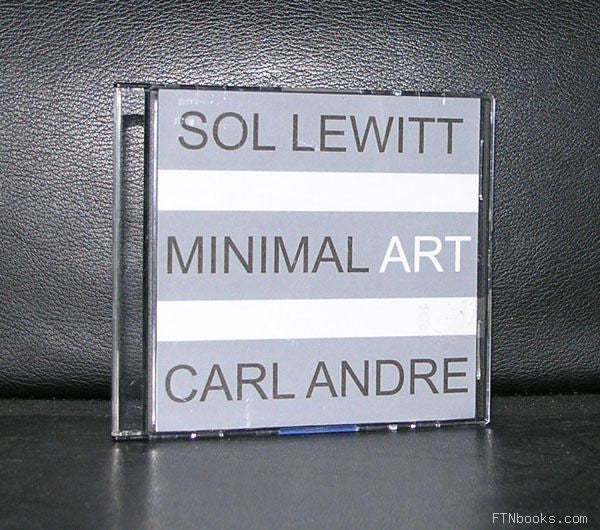 SOL LEWITT
MINIMAL ART
CARL ANDRE
FTNbooks.com